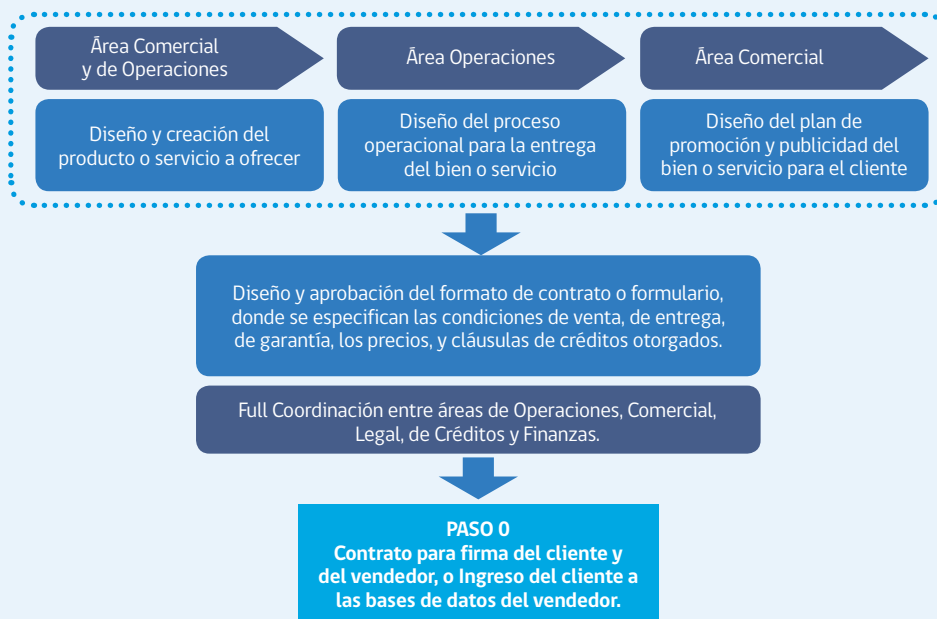 Área Comercial
y de Operaciones
Área Operaciones
Área Comercial
Diseño y creación del
producto o servicio a ofrecer
Diseño del proceso
operacional para la entrega
del bien o servicio
Diseño del plan de
promoción y publicidad del
bien o servicio para el cliente
Diseño y aprobación del formato de contrato o formulario,
donde se especifican las condiciones de venta, de entrega,
de garantía, los precios, y cláusulas de créditos otorgados.
Full Coordinación entre áreas de Operaciones, Comercial,
Legal, de Créditos y Finanzas.
PASO 0
Contrato para firma del cliente y
del vendedor, o Ingreso del cliente a
las bases de datos del vendedor.